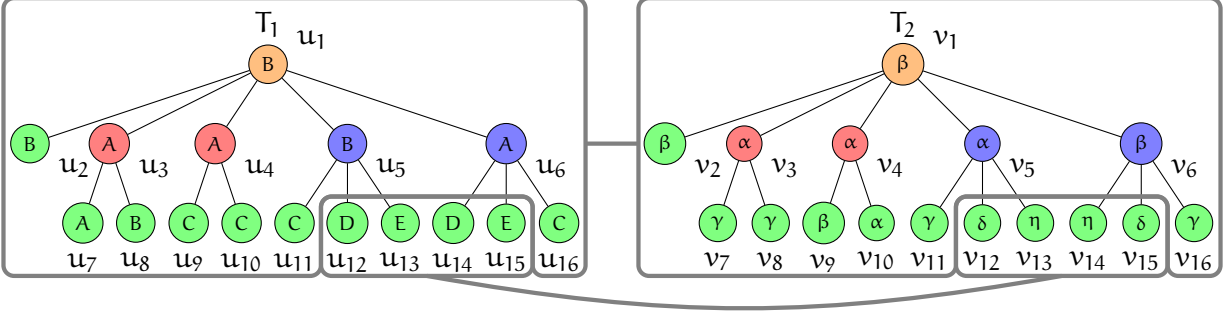 T₁ u₁ T₂ v₁
B β
B A A B A β α α α β
u₂ u₃ u₄ u₅ u₆ v₂ v₃ v₄ v₅ v₆
A B C C C D E D E C γ γ β α γ δ η η δ γ
u₇ u₈ u₉ u₁₀ u₁₁ u₁₂ u₁₃ u₁₄ u₁₅ u₁₆ v₇ v₈ v₉ v₁₀ v₁₁ v₁₂ v₁₃ v₁₄ v₁₅ v₁₆